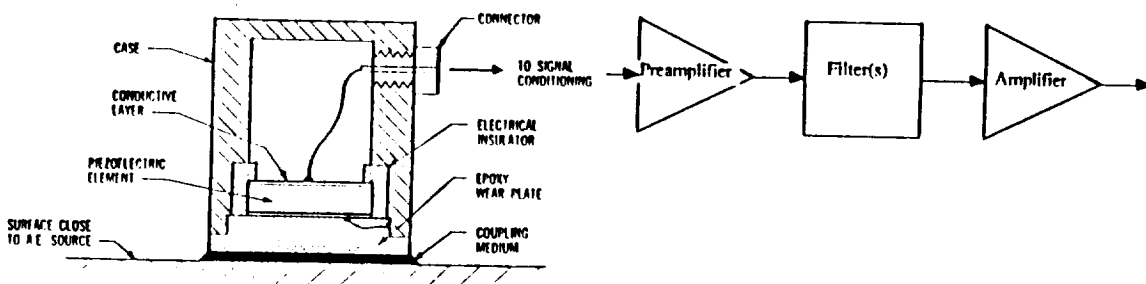 CONNECTOR
CASE
TO SIGNAL
CONDITIONING
Preamplifier
Filter(s)
Amplifier
CONDUCTIVE
LAYER
ELECTRICAL
INSULATOR
PIEZOELECTRIC
ELEMENT
EPOXY
WEAR PLATE
SURFACE CLOSE
TO A.E. SOURCE
COUPLING
MEDIUM